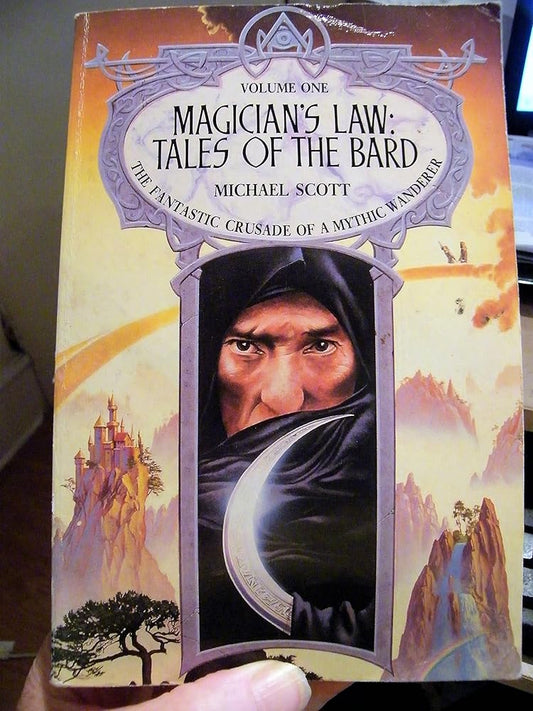 VOLUME ONE
MAGICIAN'S LAW:
TALES OF THE BARD
MICHAEL SCOTT
THE FANTASTIC CRUSADE OF A MYTHIC WANDERER